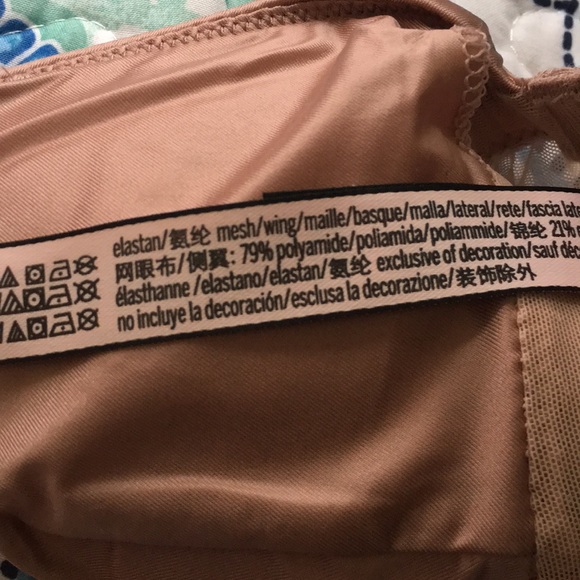 elastan/氨纶 mesh/wing/maille/basque/malla/lateral/rete/fascia
网眼布/侧翼: 79% polyamide/poliamida/poliammide/锦纶 21%
élasthanne/elastano/elastan/氨纶 exclusive of decoration/sauf
no incluye la decoración/esclusa la decorazione/装饰除外